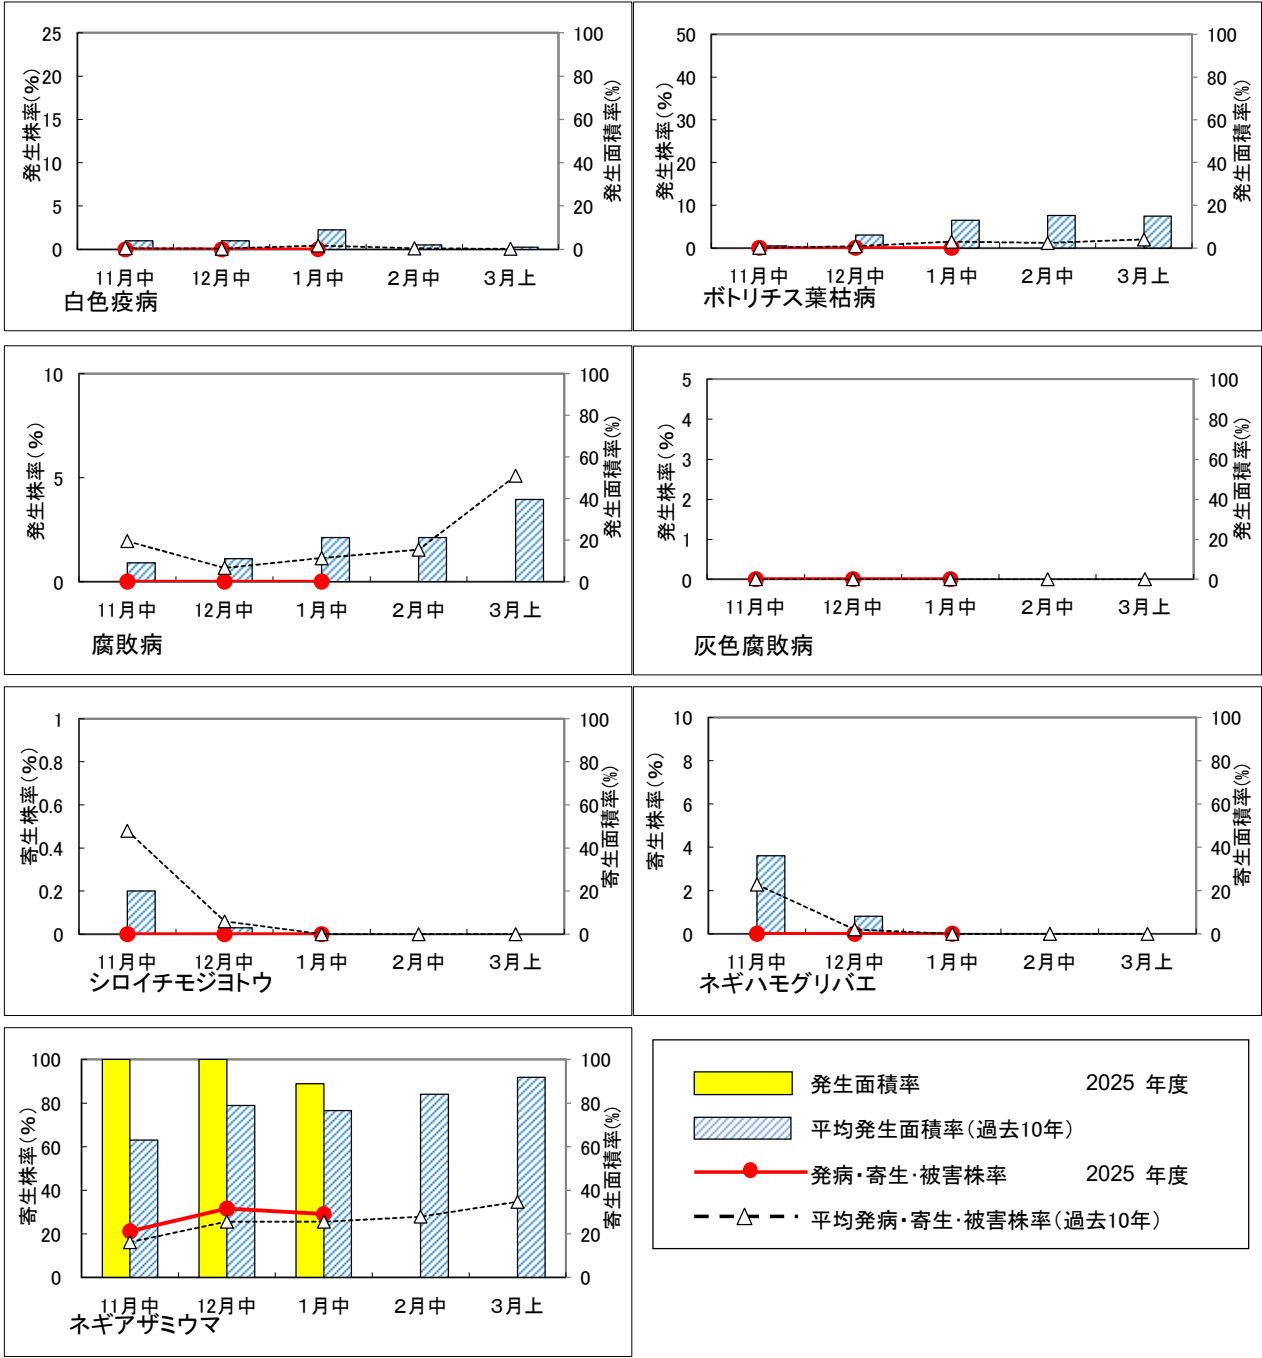 発生株率(%)
25
20
15
10
5
0
100
80
60
40
20
0
発生面積率(%)
11月中 12月中 1月中 2月中 3月上
白色疫病
発生株率(%)
50
40
30
20
10
0
100
80
60
40
20
0
発生面積率(%)
11月中 12月中 1月中 2月中 3月上
ボトリチス葉枯病
発生株率(%)
10
5
0
100
80
60
40
20
0
発生面積率(%)
11月中 12月中 1月中 2月中 3月上
腐敗病
発生株率(%)
5
4
3
2
1
0
100
80
60
40
20
0
発生面積率(%)
11月中 12月中 1月中 2月中 3月上
灰色腐敗病
寄生株率(%)
1
0.8
0.6
0.4
0.2
0
100
80
60
40
20
0
寄生面積率(%)
11月中 12月中 1月中 2月中 3月上
シロイチモジヨトウ
寄生株率(%)
10
8
6
4
2
0
100
80
60
40
20
0
寄生面積率(%)
11月中 12月中 1月中 2月中 3月上
ネギハモグリバエ
寄生株率(%)
100
80
60
40
20
0
100
80
60
40
20
0
寄生面積率(%)
11月中 12月中 1月中 2月中 3月上
ネギアザミウマ
発生面積率 2025 年度
平均発生面積率(過去10年)
発病・寄生・被害株率 2025 年度
平均発病・寄生・被害株率(過去10年)